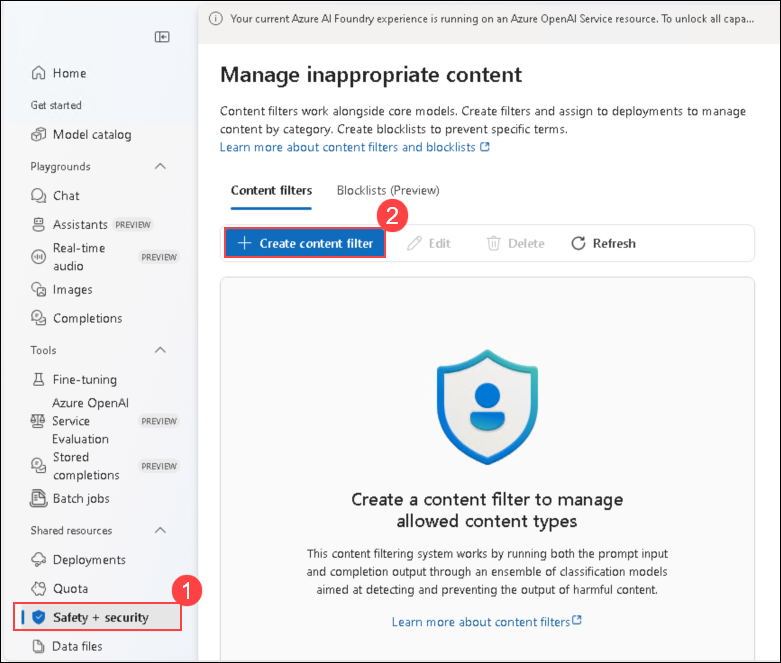 Your current Azure AI Foundry experience is running on an Azure OpenAI Service resource. To unlock all capa...
Home
Get started
Model catalog
Playgrounds
Chat
Assistants PREVIEW
Real-time
audio
PREVIEW
Images
Completions
Tools
Fine-tuning
Azure OpenAI
Service
Evaluation
PREVIEW
Stored
completions
PREVIEW
Batch jobs
Shared resources
Deployments
Quota
1
Safety + security
Data files
Manage inappropriate content
Content filters work alongside core models. Create filters and assign to deployments to manage
content by category. Create blocklists to prevent specific terms.
Learn more about content filters and blocklists
Content filters Blocklists (Preview)
2
+ Create content filter Edit Delete Refresh
Create a content filter to manage
allowed content types
This content filtering system works by running both the prompt input
and completion output through an ensemble of classification models
aimed at detecting and preventing the output of harmful content.
Learn more about content filters